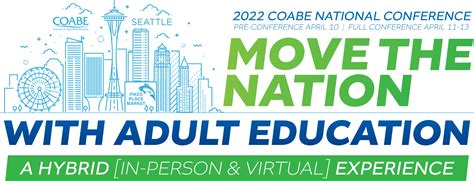 COABE
SEATTLE
PIKE PLACE
MARKET
2022 COABE NATIONAL CONFERENCE
PRE-CONFERENCE APRIL 10 | FULL CONFERENCE APRIL 11-13
MOVE THE
NATION
WITH ADULT EDUCATION
A HYBRID [IN-PERSON & VIRTUAL] EXPERIENCE